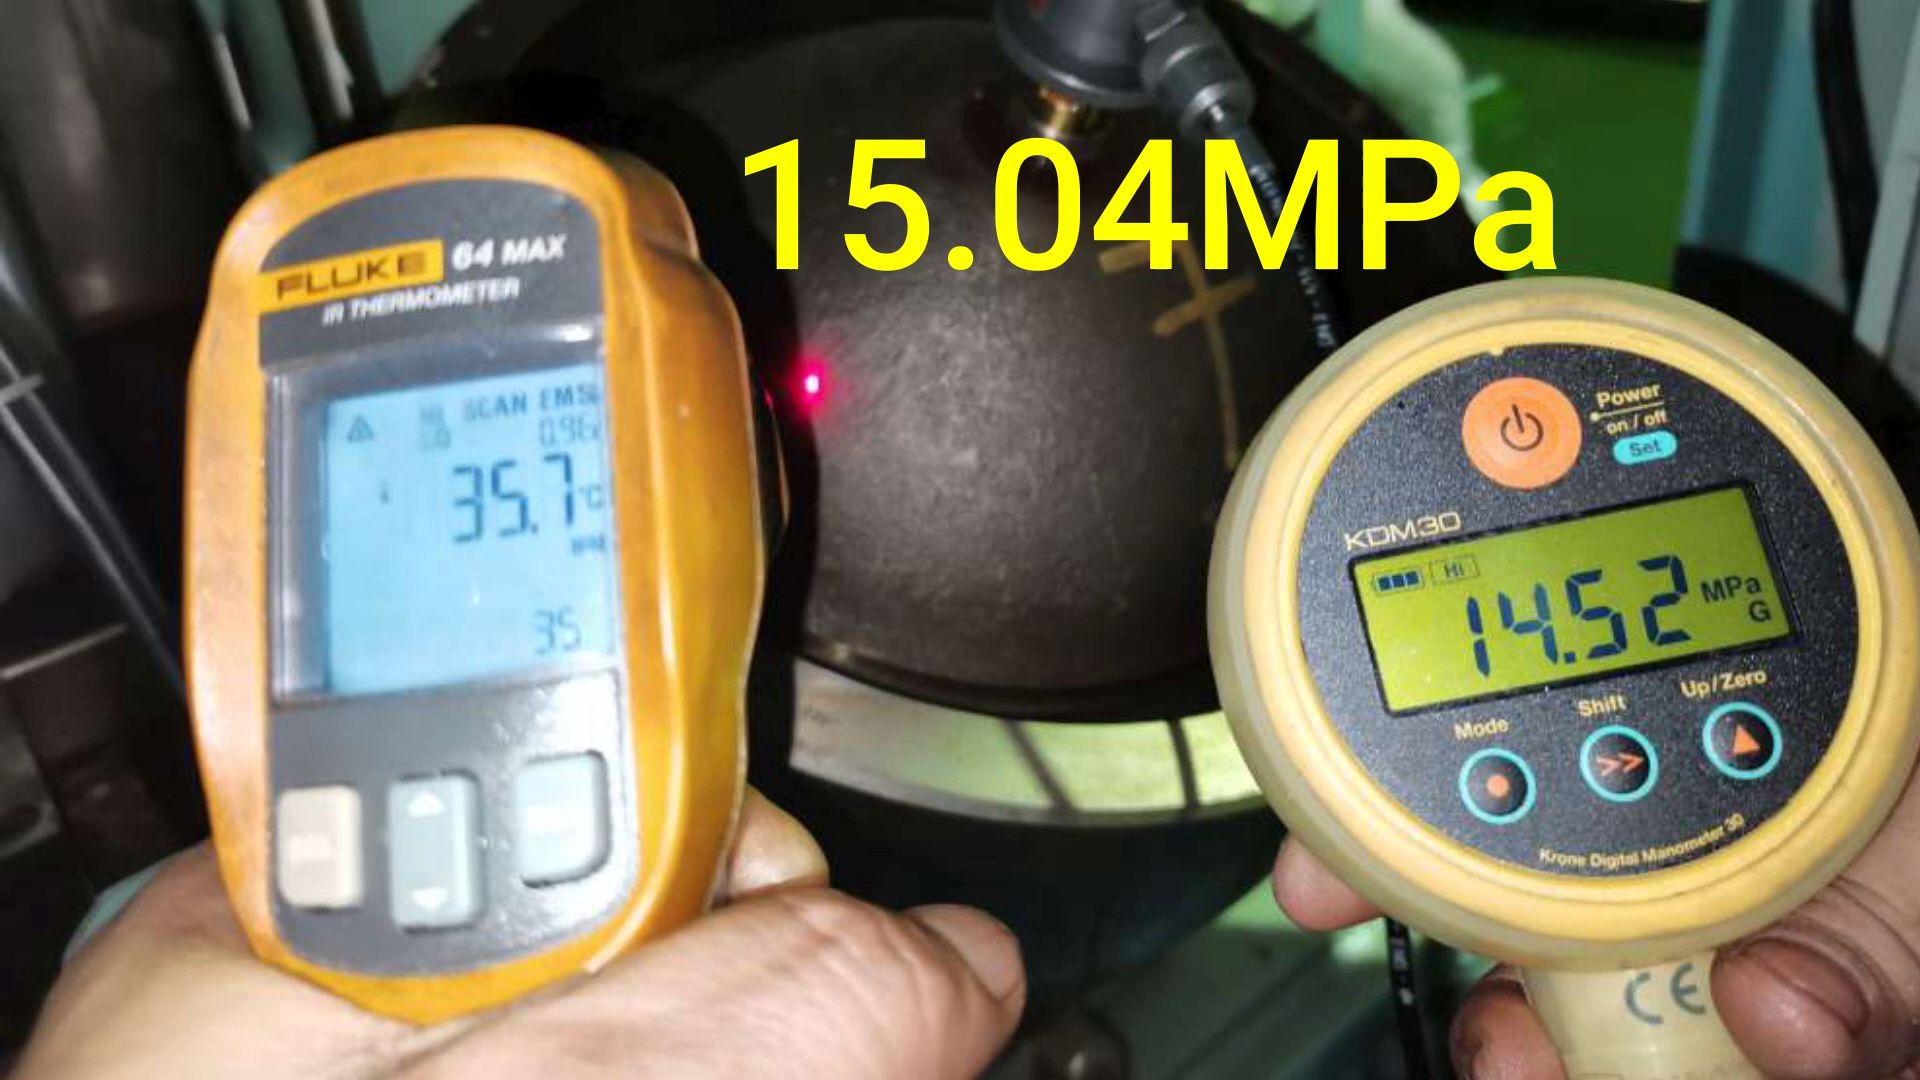 15.04MPa
FLUKE 64 MAX
IR THERMOMETER
SCAN EMSL
0.96
35.7 °C
35
Power
on / off
Set
KDM30
Hi
14.52 MPa
G
Mode Shift Up/Zero
Krone Digital Manometer 30
CE